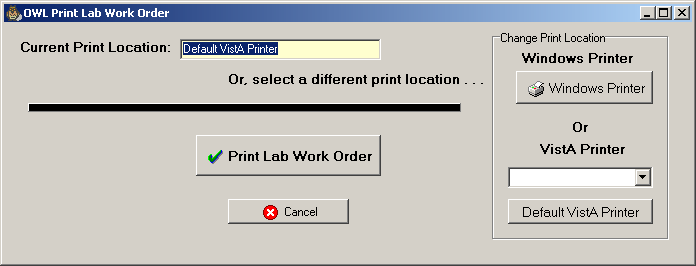 OWL Print Lab Work Order
Current Print Location: Default VistA Printer
Or, select a different print location . . .
Print Lab Work Order
Cancel
Change Print Location
Windows Printer
Windows Printer
Or
VistA Printer
Default VistA Printer